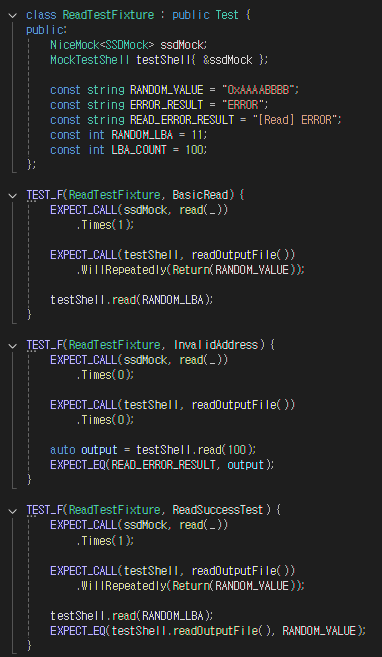 class ReadTestFixture : public Test {
public:
    NiceMock<SSDMock> ssdMock;
    MockTestShell testShell{ &ssdMock };

    const string RANDOM_VALUE = "0xAAAABBBB";
    const string ERROR_RESULT = "ERROR";
    const string READ_ERROR_RESULT = "[Read] ERROR";
    const int RANDOM_LBA = 11;
    const int LBA_COUNT = 100;
};

TEST_F(ReadTestFixture, BasicRead) {
    EXPECT_CALL(ssdMock, read(_))
        .Times(1);

    EXPECT_CALL(testShell, readOutputFile())
        .WillRepeatedly(Return(RANDOM_VALUE));

    testShell.read(RANDOM_LBA);
}

TEST_F(ReadTestFixture, InvalidAddress) {
    EXPECT_CALL(ssdMock, read(_))
        .Times(0);

    EXPECT_CALL(testShell, readOutputFile())
        .Times(0);

    auto output = testShell.read(100);
    EXPECT_EQ(READ_ERROR_RESULT, output);
}

TEST_F(ReadTestFixture, ReadSuccessTest) {
    EXPECT_CALL(ssdMock, read(_))
        .Times(1);

    EXPECT_CALL(testShell, readOutputFile())
        .WillRepeatedly(Return(RANDOM_VALUE));

    testShell.read(RANDOM_LBA);
    EXPECT_EQ(testShell.readOutputFile(), RANDOM_VALUE);
}